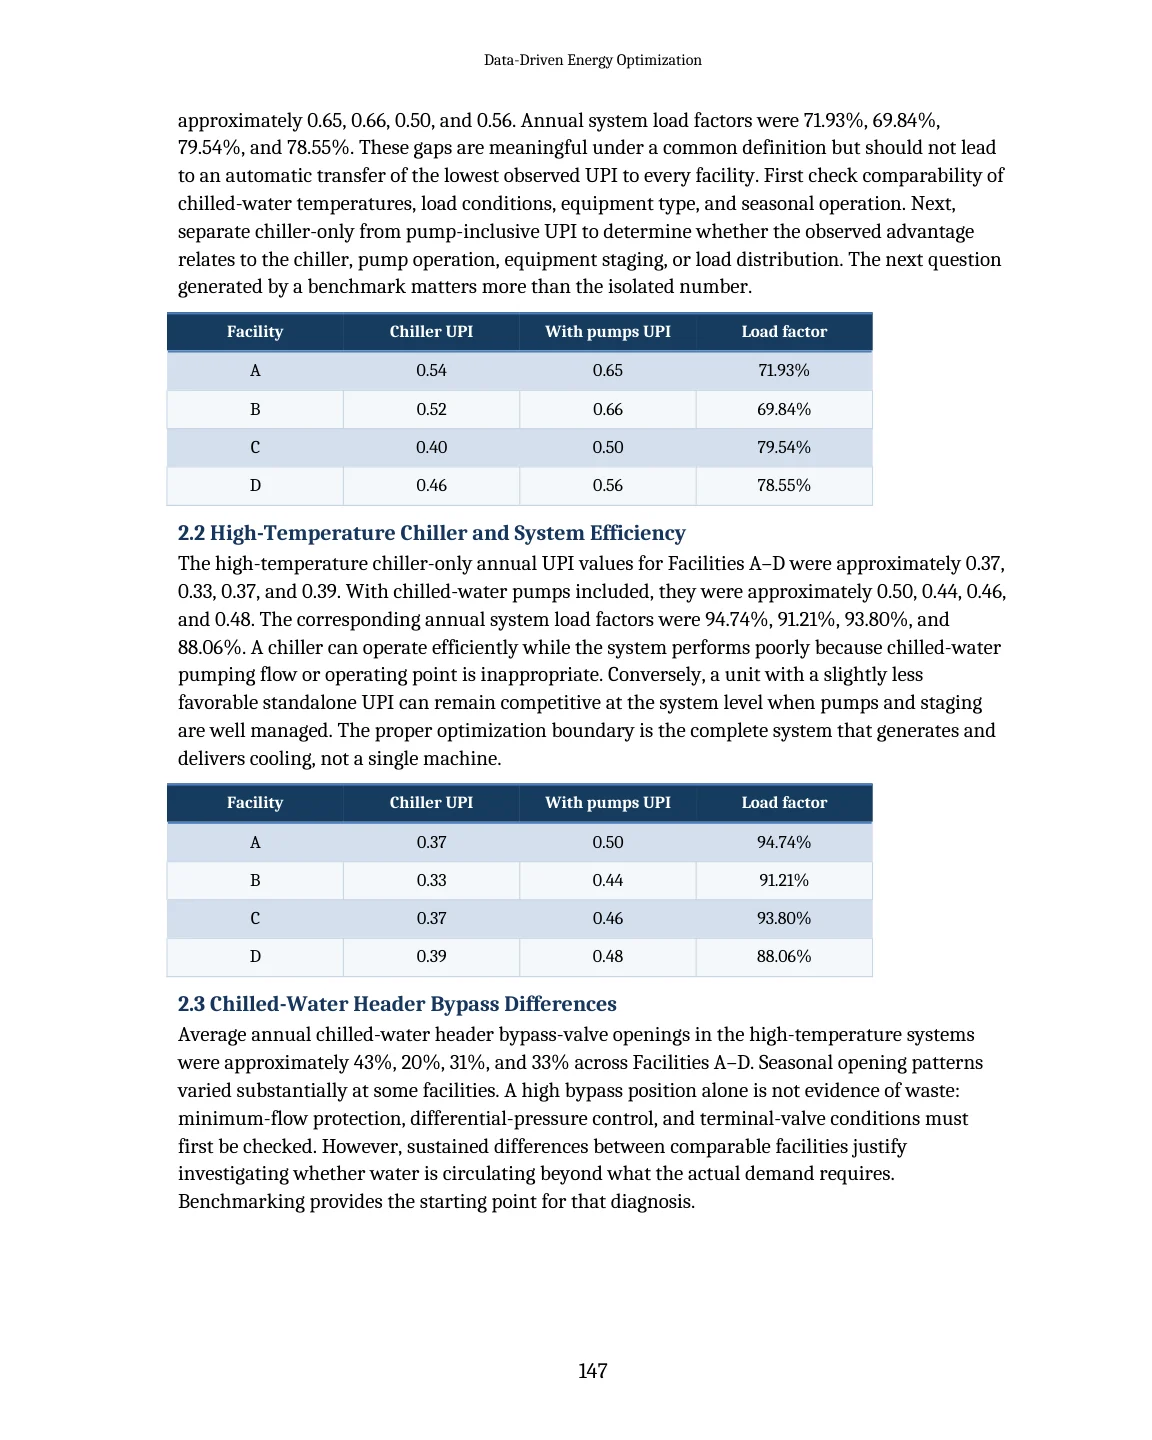 Data-Driven Energy Optimization
approximately 0.65, 0.66, 0.50, and 0.56. Annual system load factors were 71.93%, 69.84%,
79.54%, and 78.55%. These gaps are meaningful under a common definition but should not lead
to an automatic transfer of the lowest observed UPI to every facility. First check comparability of
chilled-water temperatures, load conditions, equipment type, and seasonal operation. Next,
separate chiller-only from pump-inclusive UPI to determine whether the observed advantage
relates to the chiller, pump operation, equipment staging, or load distribution. The next question
generated by a benchmark matters more than the isolated number.
Facility Chiller UPI With pumps UPI Load factor
A 0.54 0.65 71.93%
B 0.52 0.66 69.84%
C 0.40 0.50 79.54%
D 0.46 0.56 78.55%
2.2 High-Temperature Chiller and System Efficiency
The high-temperature chiller-only annual UPI values for Facilities A–D were approximately 0.37,
0.33, 0.37, and 0.39. With chilled-water pumps included, they were approximately 0.50, 0.44, 0.46,
and 0.48. The corresponding annual system load factors were 94.74%, 91.21%, 93.80%, and
88.06%. A chiller can operate efficiently while the system performs poorly because chilled-water
pumping flow or operating point is inappropriate. Conversely, a unit with a slightly less
favorable standalone UPI can remain competitive at the system level when pumps and staging
are well managed. The proper optimization boundary is the complete system that generates and
delivers cooling, not a single machine.
Facility Chiller UPI With pumps UPI Load factor
A 0.37 0.50 94.74%
B 0.33 0.44 91.21%
C 0.37 0.46 93.80%
D 0.39 0.48 88.06%
2.3 Chilled-Water Header Bypass Differences
Average annual chilled-water header bypass-valve openings in the high-temperature systems
were approximately 43%, 20%, 31%, and 33% across Facilities A–D. Seasonal opening patterns
varied substantially at some facilities. A high bypass position alone is not evidence of waste:
minimum-flow protection, differential-pressure control, and terminal-valve conditions must
first be checked. However, sustained differences between comparable facilities justify
investigating whether water is circulating beyond what the actual demand requires.
Benchmarking provides the starting point for that diagnosis.
147